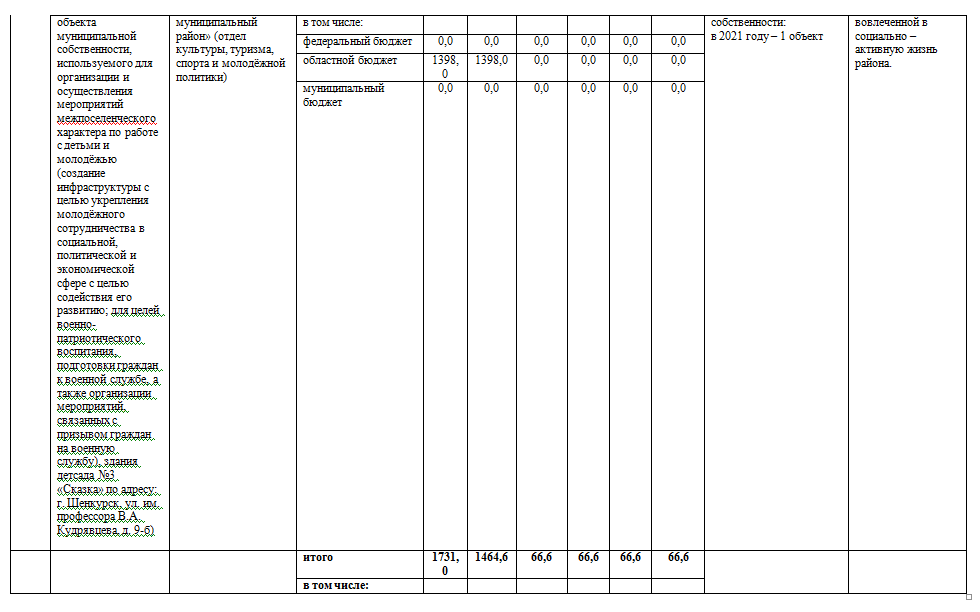 объекта
муниципальной
собственности,
используемого для
организации и
осуществления
мероприятий
межпоселенческого
характера по работе
с детьми и
молодёжью
(создание
инфраструктуры с
целью укрепления
молодёжного
сотрудничества в
социальной,
политической и
экономической
сфере с целью
содействия его
развитию; для целей
военно-
патриотического
воспитания,
подготовки граждан
к военной службе, а
также организации
мероприятий,
связанных с
призывом граждан
на военную
службу), здания
детсада №3
«Сказка» по адресу:
г. Шенкурск, ул. им.
профессора В.А.
Кудрявцева, д. 9-б)
муниципальный
район» (отдел
культуры, туризма,
спорта и молодёжной
политики)
в том числе:
федеральный бюджет 0,0 0,0 0,0 0,0 0,0 0,0
областной бюджет 1398,0 1398,0 0,0 0,0 0,0 0,0
муниципальный
бюджет 0,0 0,0 0,0 0,0 0,0 0,0
собственности:
в 2021 году – 1 объект
вовлеченной в
социально –
активную жизнь
района.
итого 1731,0 1464,6 66,6 66,6 66,6 66,6
в том числе: